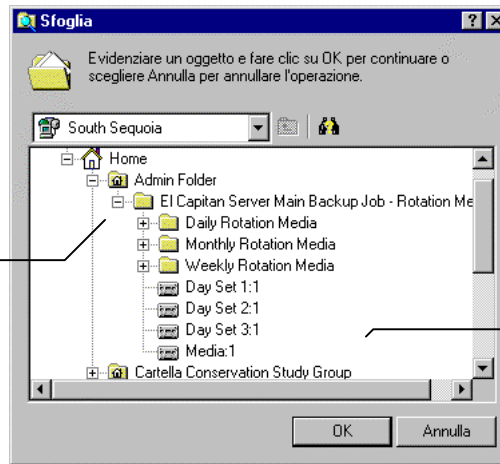 Sfoglia
Evidenziare un oggetto e fare clic su OK per continuare o
scegliere Annulla per annullare l'operazione.
South Sequoia
Home
Admin Folder
El Capitan Server Main Backup Job - Rotation Me
Daily Rotation Media
Monthly Rotation Media
Weekly Rotation Media
Day Set 1:1
Day Set 2:1
Day Set 3:1
Media:1
Cartella Conservation Study Group
OK Annulla